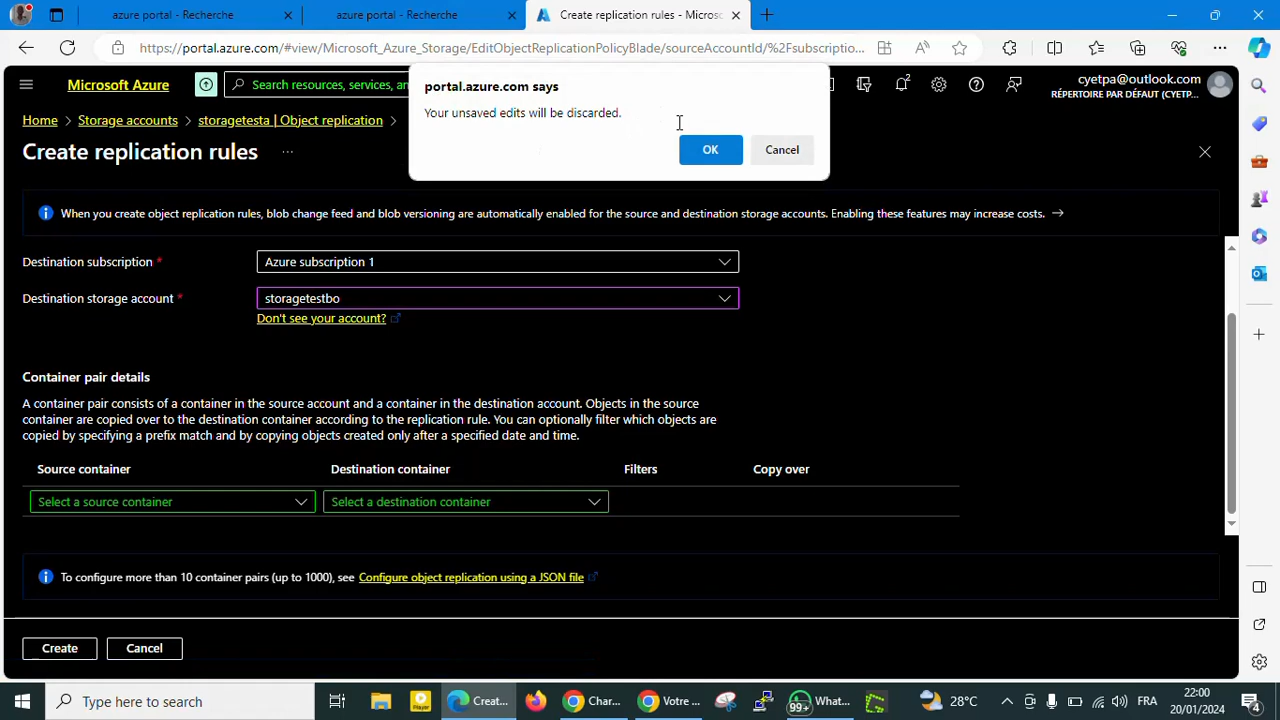 azure portal - Recherche
azure portal - Recherche
Create replication rules - Micros
https://portal.azure.com/#view/Microsoft_Azure_Storage/EditObjectReplicationPolicyBlade/sourceAccountId/%2Fsubscriptio...
Microsoft Azure
Search resources, services,
2
cyetpa@outlook.com
RÉPERTOIRE PAR DÉFAUT (CYETP...
portal.azure.com says
Your unsaved edits will be discarded.
OK
Cancel
Home > Storage accounts > storagetesta | Object replication >
Create replication rules
...
When you create object replication rules, blob change feed and blob versioning are automatically enabled for the source and destination storage accounts. Enabling these features may increase costs.
Destination subscription *
Azure subscription 1
Destination storage account *
storagetestbo
Don't see your account?
Container pair details
A container pair consists of a container in the source account and a container in the destination account. Objects in the source
container are copied over to the destination container according to the replication rule. You can optionally filter which objects are
copied by specifying a prefix match and by copying objects created only after a specified date and time.
Source container
Destination container
Filters
Copy over
Select a source container
Select a destination container
To configure more than 10 container pairs (up to 1000), see Configure object replication using a JSON file
Create
Cancel
Type here to search
Player
Creat...
Char...
Votre ...
99+
What...
28°C
FRA
22:00
20/01/2024
4